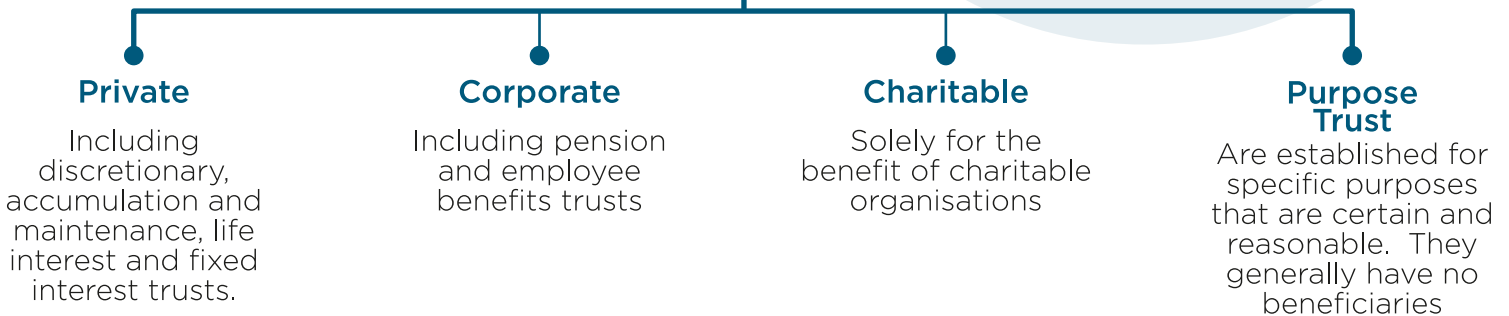 Private
Including
discretionary,
accumulation and
maintenance, life
interest and fixed
interest trusts.
Corporate
Including pension
and employee
benefits trusts
Charitable
Solely for the
benefit of charitable
organisations
Purpose
Trust
Are established for
specific purposes
that are certain and
reasonable.  They
generally have no
beneficiaries